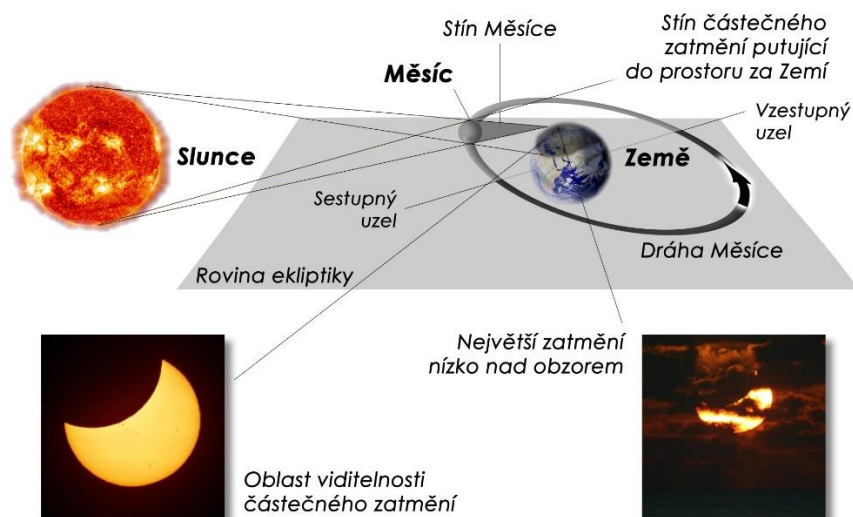 Stín Měsíce
Stín částečného
zatmění putující
do prostoru za Zemí
Měsíc
Vzestupný
uzel
Slunce
Země
Sestupný
uzel
Dráha Měsíce
Rovina ekliptiky
Největší zatmění
nízko nad obzorem
Oblast viditelnosti
částečného zatmění